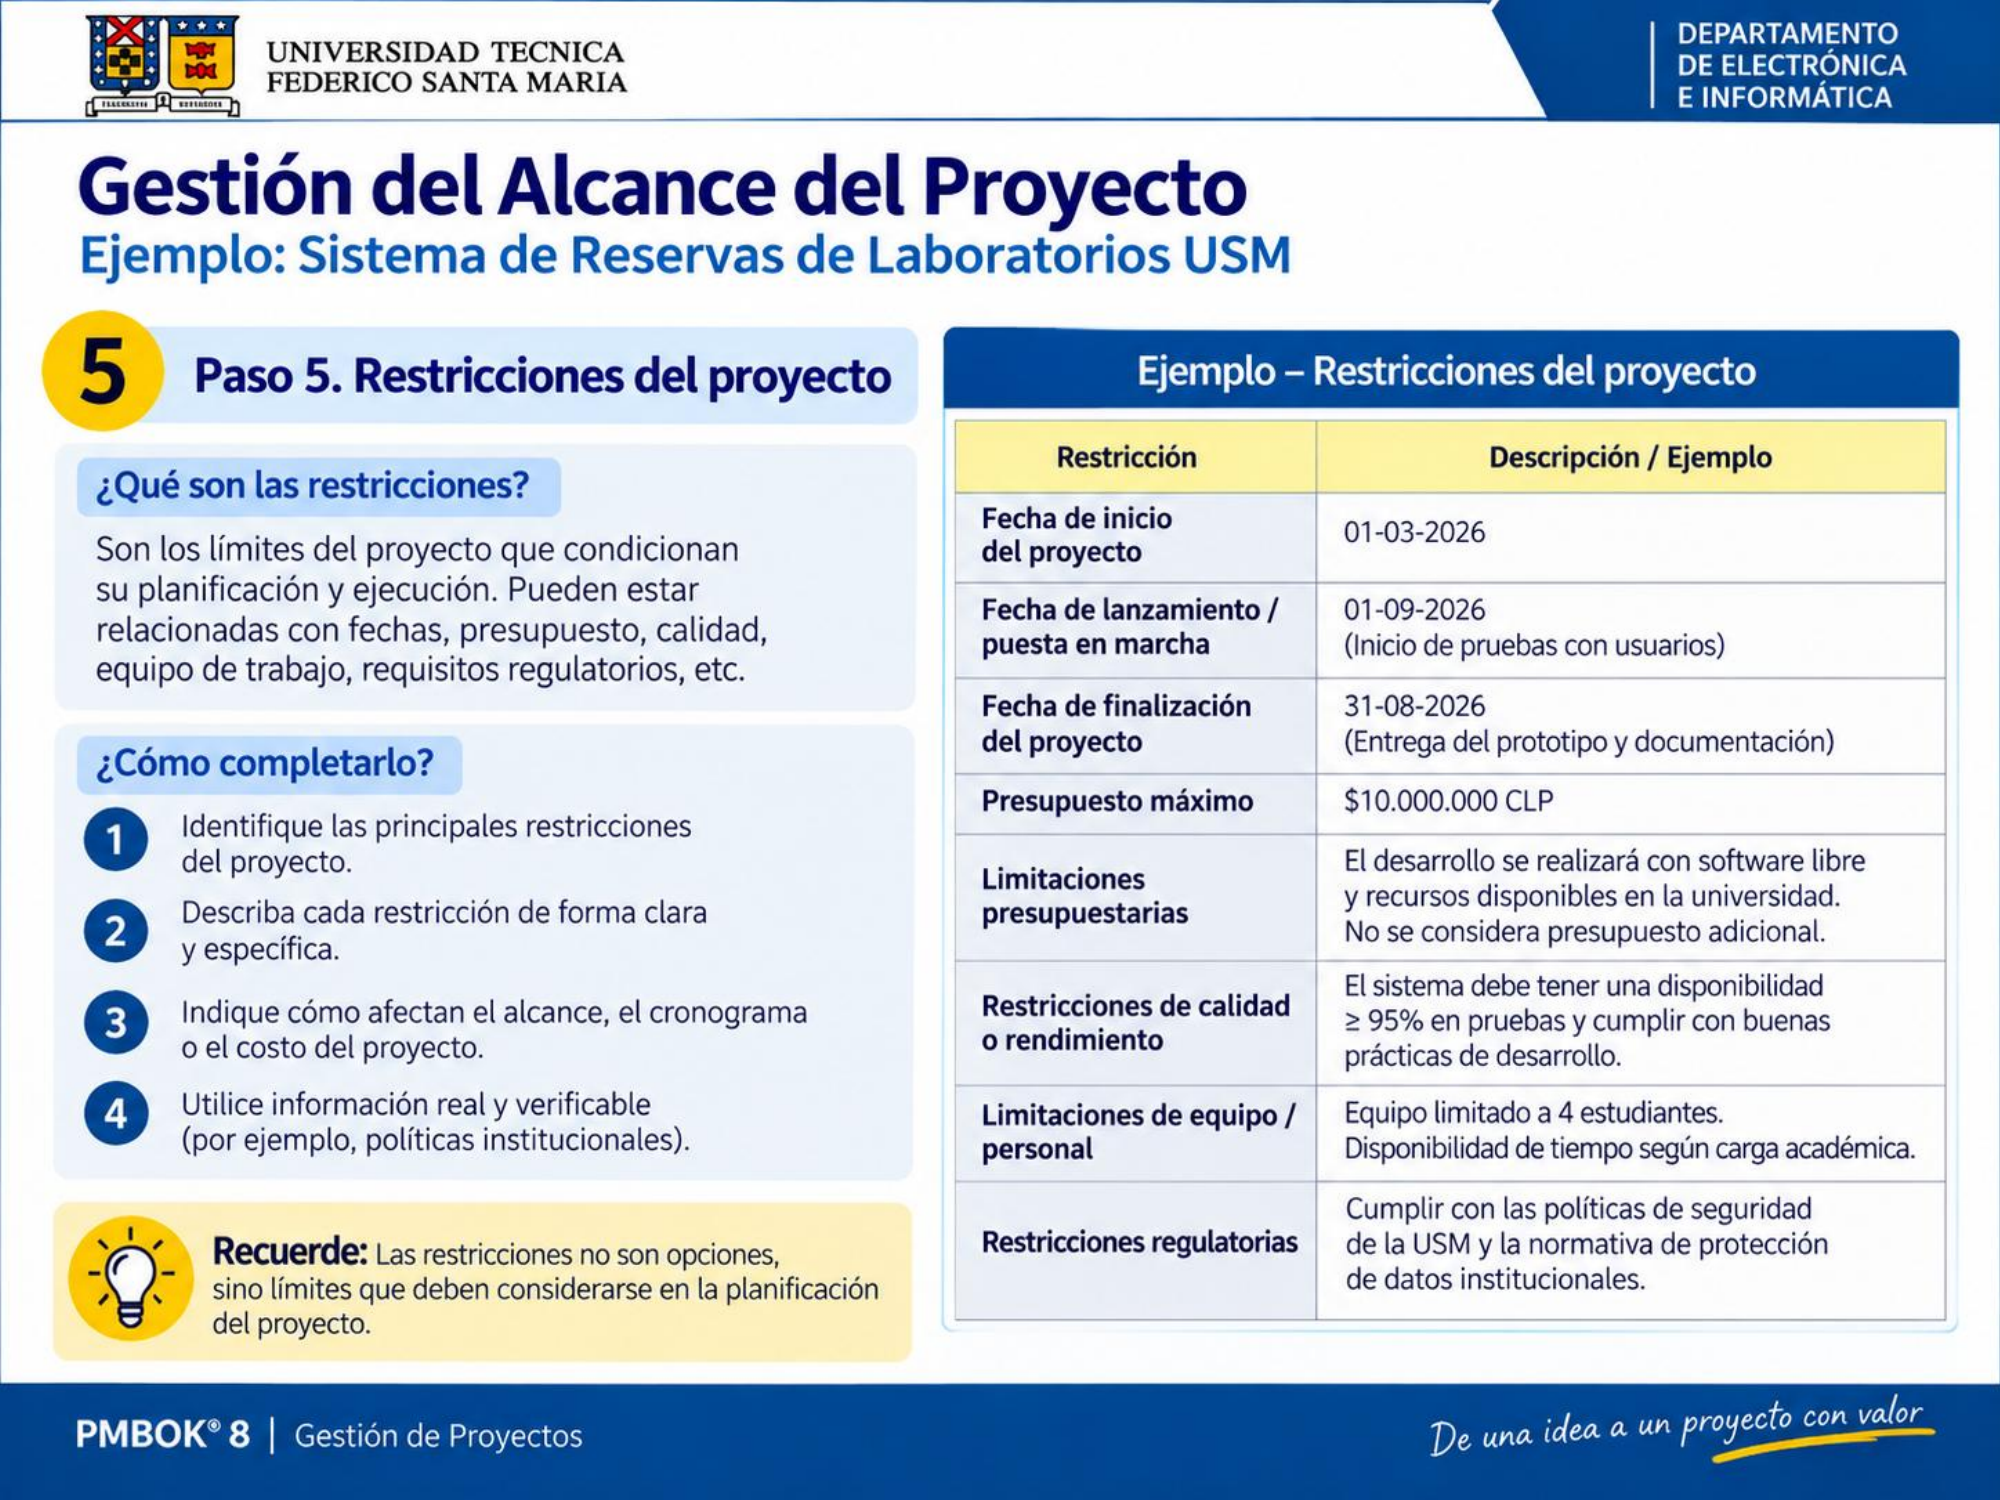 UNIVERSIDAD TECNICA
FEDERICO SANTA MARIA
DEPARTAMENTO
DE ELECTRÓNICA
E INFORMÁTICA
Gestión del Alcance del Proyecto
Ejemplo: Sistema de Reservas de Laboratorios USM
5
Paso 5. Restricciones del proyecto
¿Qué son las restricciones?
Son los límites del proyecto que condicionan
su planificación y ejecución. Pueden estar
relacionadas con fechas, presupuesto, calidad,
equipo de trabajo, requisitos regulatorios, etc.
¿Cómo completarlo?
1
Identifique las principales restricciones
del proyecto.
2
Describa cada restricción de forma clara
y específica.
3
Indique cómo afectan el alcance, el cronograma
o el costo del proyecto.
4
Utilice información real y verificable
(por ejemplo, políticas institucionales).
Recuerde: Las restricciones no son opciones,
sino límites que deben considerarse en la planificación
del proyecto.
Ejemplo – Restricciones del proyecto
Restricción
Descripción / Ejemplo
Fecha de inicio
del proyecto
01-03-2026
Fecha de lanzamiento /
puesta en marcha
01-09-2026
(Inicio de pruebas con usuarios)
Fecha de finalización
del proyecto
31-08-2026
(Entrega del prototipo y documentación)
Presupuesto máximo
$10.000.000 CLP
Limitaciones
presupuestarias
El desarrollo se realizará con software libre
y recursos disponibles en la universidad.
No se considera presupuesto adicional.
Restricciones de calidad
o rendimiento
El sistema debe tener una disponibilidad
≥ 95% en pruebas y cumplir con buenas
prácticas de desarrollo.
Limitaciones de equipo /
personal
Equipo limitado a 4 estudiantes.
Disponibilidad de tiempo según carga académica.
Restricciones regulatorias
Cumplir con las políticas de seguridad
de la USM y la normativa de protección
de datos institucionales.
PMBOK® 8 | Gestión de Proyectos
De una idea a un proyecto con valor